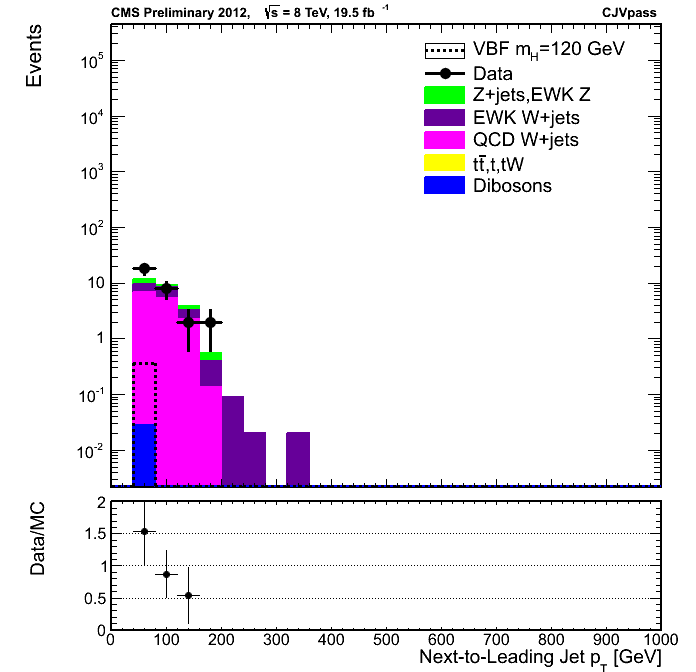 CMS Preliminary 2012, √s = 8 TeV, 19.5 fb⁻¹ CJVpass
Events
10⁵
10⁴
10³
10²
10
1
10⁻¹
10⁻²
VBF m_H=120 GeV
Data
Z+jets,EWK Z
EWK W+jets
QCD W+jets
tt̄,t,tW
Dibosons
Data/MC
2
1.5
1
0.5
0
0 100 200 300 400 500 600 700 800 900 1000
Next-to-Leading Jet p_T [GeV]